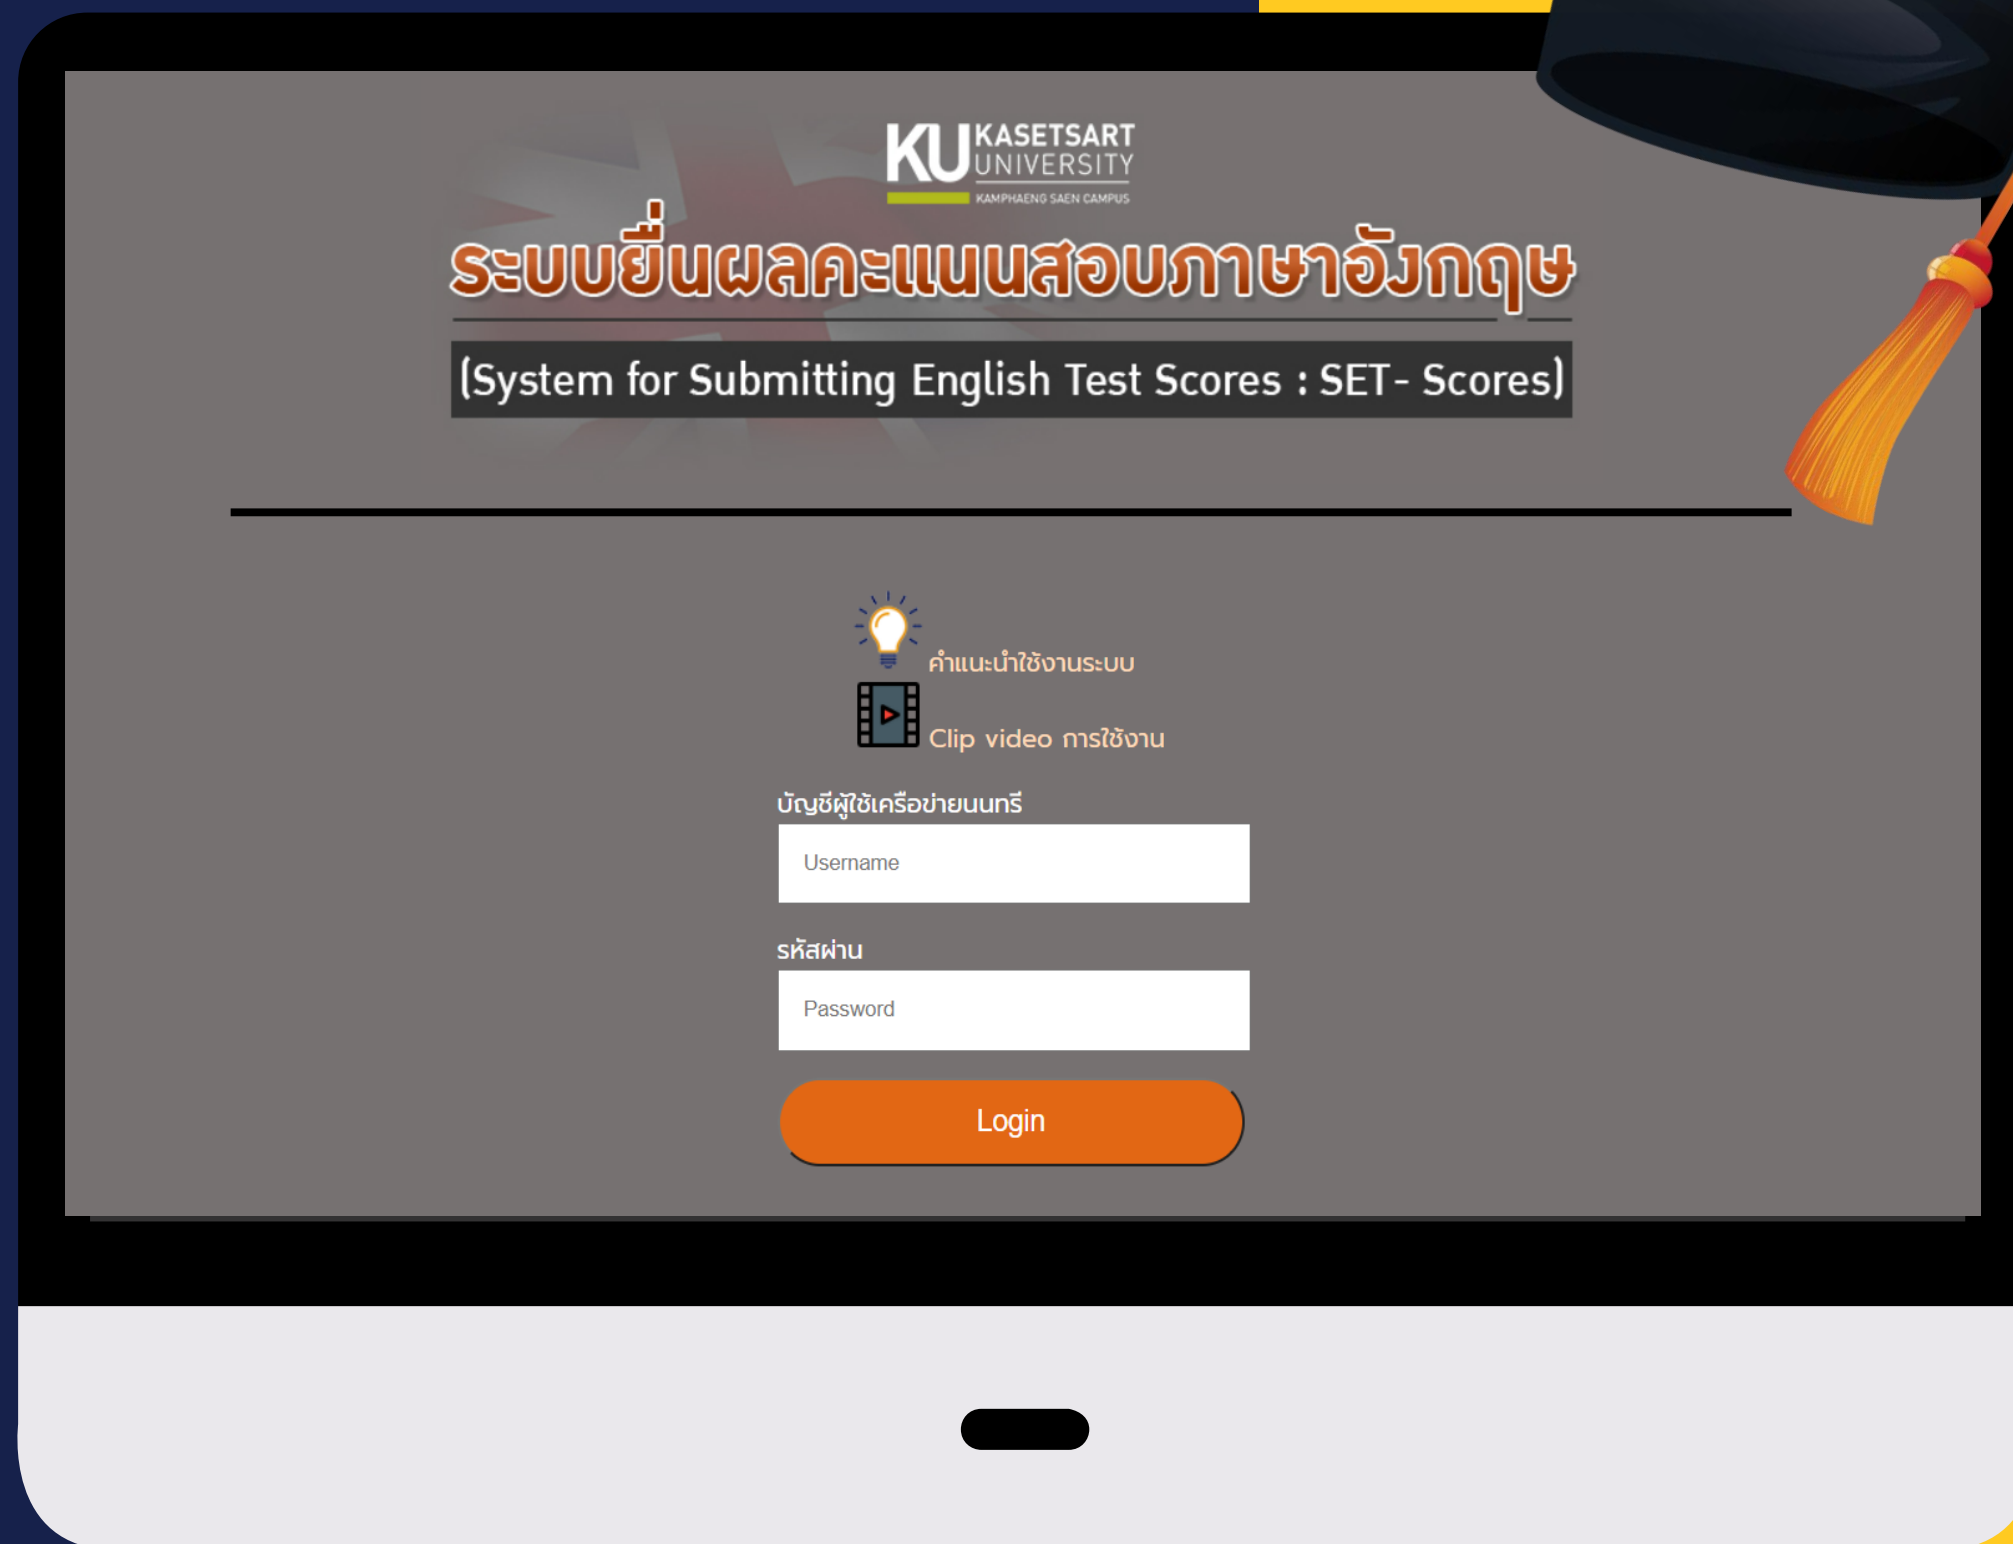 KU KASETSART
UNIVERSITY
KAMPHAENG SAEN CAMPUS
ระบบยื่นผลคะแนนสอบภาษาอังกฤษ
(System for Submitting English Test Scores : SET- Scores)
คำแนะนำใช้งานระบบ
Clip video การใช้งาน
บัญชีผู้ใช้เครือข่ายนนทรี
Username
รหัสผ่าน
Password
Login